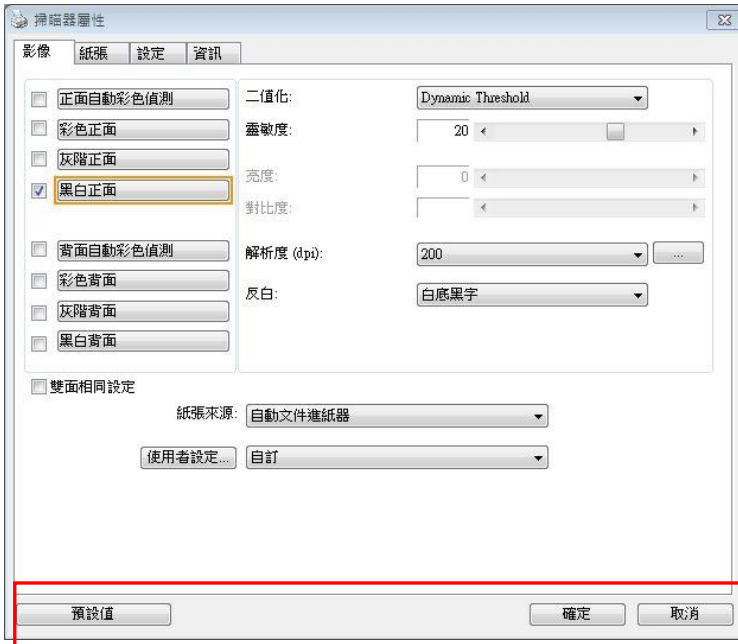 掃瞄器屬性
影像 紙張 設定 資訊
正面自動彩色偵測
彩色正面
灰階正面
黑白正面
背面自動彩色偵測
彩色背面
灰階背面
黑白背面
二值化: Dynamic Threshold
靈敏度: 20
亮度: 0
對比度:
解析度 (dpi): 200 ...
反白: 白底黑字
雙面相同設定
紙張來源: 自動文件進紙器
使用者設定... 自訂
預設值 確定 取消